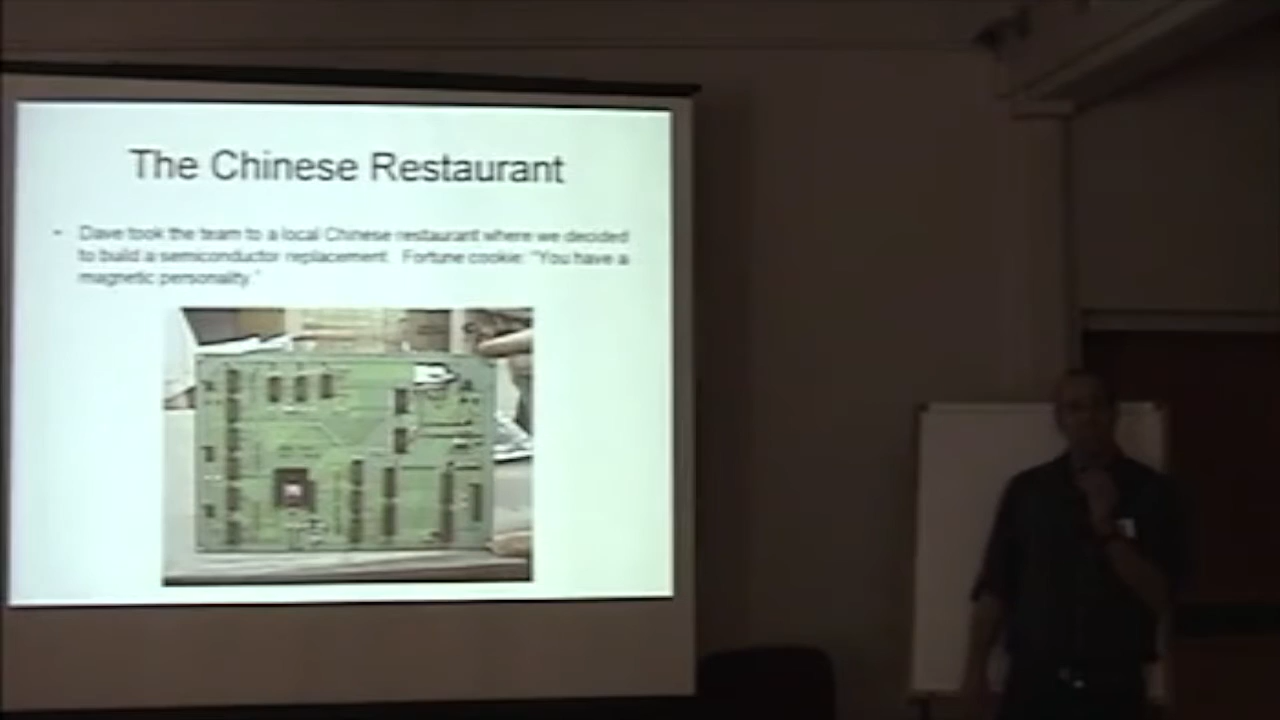 The Chinese Restaurant
• Dave took the team to a local Chinese restaurant where we decided
to build a semiconductor replacement. Fortune cookie: "You have a
magnetic personality."